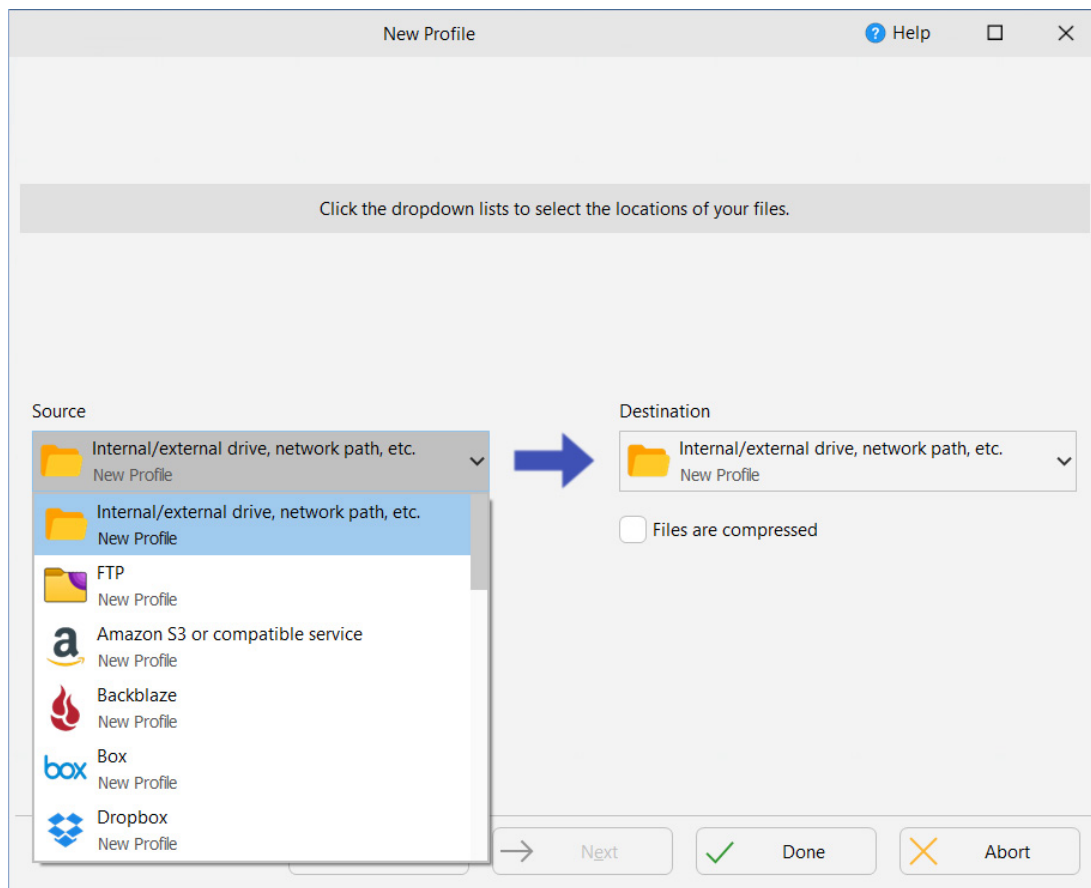 New Profile
Help
Click the dropdown lists to select the locations of your files.
Source
Internal/external drive, network path, etc.
New Profile
Internal/external drive, network path, etc.
New Profile
FTP
New Profile
a
Amazon S3 or compatible service
New Profile
Backblaze
New Profile
box
Box
New Profile
Dropbox
New Profile
Destination
Internal/external drive, network path, etc.
New Profile
Files are compressed
Next
Done
Abort